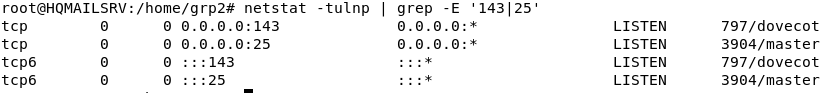 root@HQMAILSRV:/home/grp2# netstat -tulnp | grep -E '143|25'
tcp        0      0 0.0.0.0:143             0.0.0.0:*               LISTEN      797/dovecot
tcp        0      0 0.0.0.0:25              0.0.0.0:*               LISTEN      3904/master
tcp6       0      0 :::143                  :::*                    LISTEN      797/dovecot
tcp6       0      0 :::25                   :::*                    LISTEN      3904/master